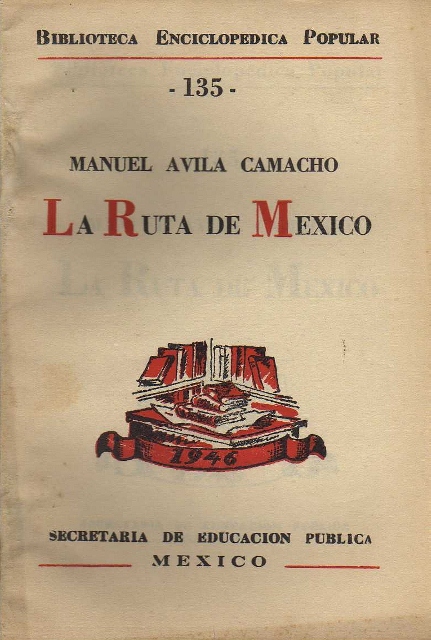 BIBLIOTECA ENCICLOPEDICA POPULAR
- 135 -
MANUEL AVILA CAMACHO
LA RUTA DE MEXICO
1946
SECRETARIA DE EDUCACION PUBLICA
MEXICO